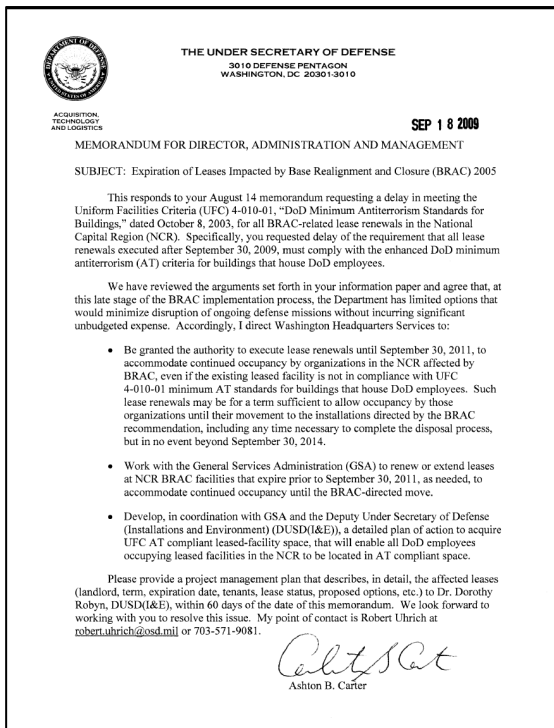 DEPARTMENT OF DEFENSE
UNITED STATES OF AMERICA
THE UNDER SECRETARY OF DEFENSE
3010 DEFENSE PENTAGON
WASHINGTON, DC 20301-3010
ACQUISITION,
TECHNOLOGY
AND LOGISTICS
SEP 18 2009
MEMORANDUM FOR DIRECTOR, ADMINISTRATION AND MANAGEMENT
SUBJECT: Expiration of Leases Impacted by Base Realignment and Closure (BRAC) 2005
This responds to your August 14 memorandum requesting a delay in meeting the
Uniform Facilities Criteria (UFC) 4-010-01, “DoD Minimum Antiterrorism Standards for
Buildings,” dated October 8, 2003, for all BRAC-related lease renewals in the National
Capital Region (NCR). Specifically, you requested delay of the requirement that all lease
renewals executed after September 30, 2009, must comply with the enhanced DoD minimum
antiterrorism (AT) criteria for buildings that house DoD employees.
We have reviewed the arguments set forth in your information paper and agree that, at
this late stage of the BRAC implementation process, the Department has limited options that
would minimize disruption of ongoing defense missions without incurring significant
unbudgeted expense. Accordingly, I direct Washington Headquarters Services to:
• Be granted the authority to execute lease renewals until September 30, 2011, to
accommodate continued occupancy by organizations in the NCR affected by
BRAC, even if the existing leased facility is not in compliance with UFC
4-010-01 minimum AT standards for buildings that house DoD employees. Such
lease renewals may be for a term sufficient to allow occupancy by those
organizations until their movement to the installations directed by the BRAC
recommendation, including any time necessary to complete the disposal process,
but in no event beyond September 30, 2014.
• Work with the General Services Administration (GSA) to renew or extend leases
at NCR BRAC facilities that expire prior to September 30, 2011, as needed, to
accommodate continued occupancy until the BRAC-directed move.
• Develop, in coordination with GSA and the Deputy Under Secretary of Defense
(Installations and Environment) (DUSD(I&E)), a detailed plan of action to acquire
UFC AT compliant leased-facility space, that will enable all DoD employees
occupying leased facilities in the NCR to be located in AT compliant space.
Please provide a project management plan that describes, in detail, the affected leases
(landlord, term, expiration date, tenants, lease status, proposed options, etc.) to Dr. Dorothy
Robyn, DUSD(I&E), within 60 days of the date of this memorandum. We look forward to
working with you to resolve this issue. My point of contact is Robert Uhrich at
robert.uhrich@osd.mil or 703-571-9081.
Ashton B. Carter